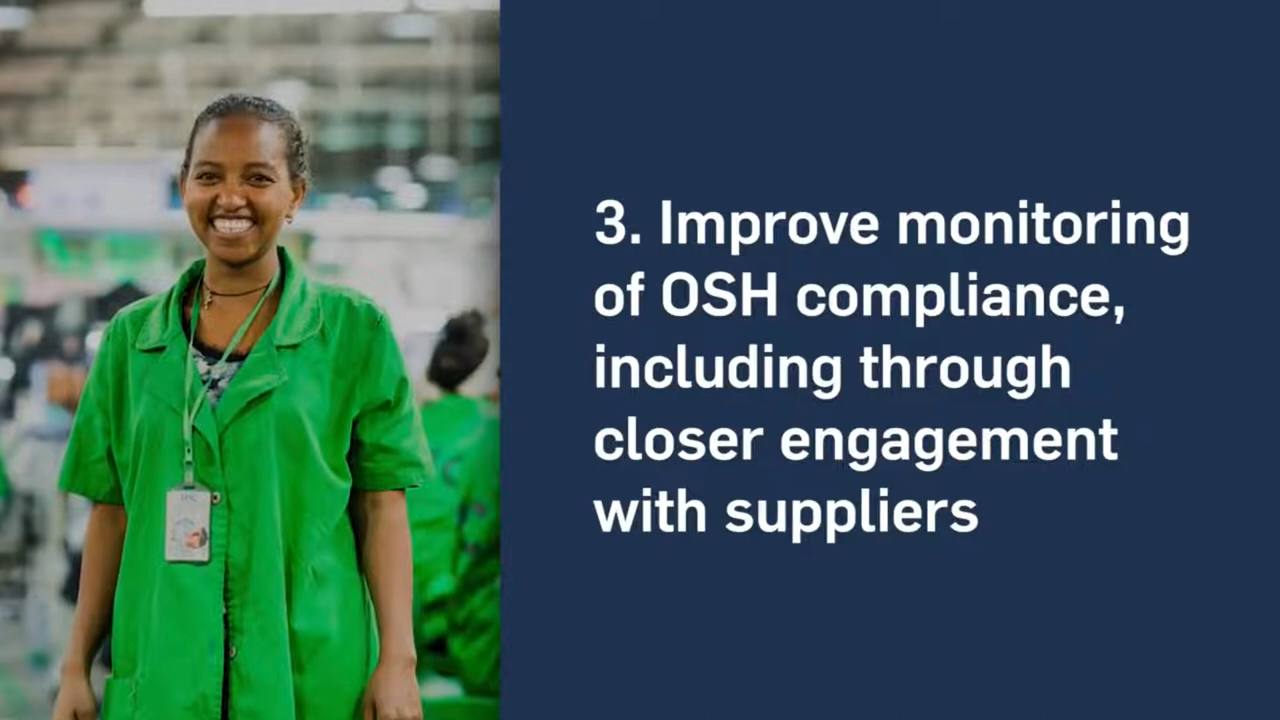 3. Improve monitoring
of OSH compliance,
including through
closer engagement
with suppliers